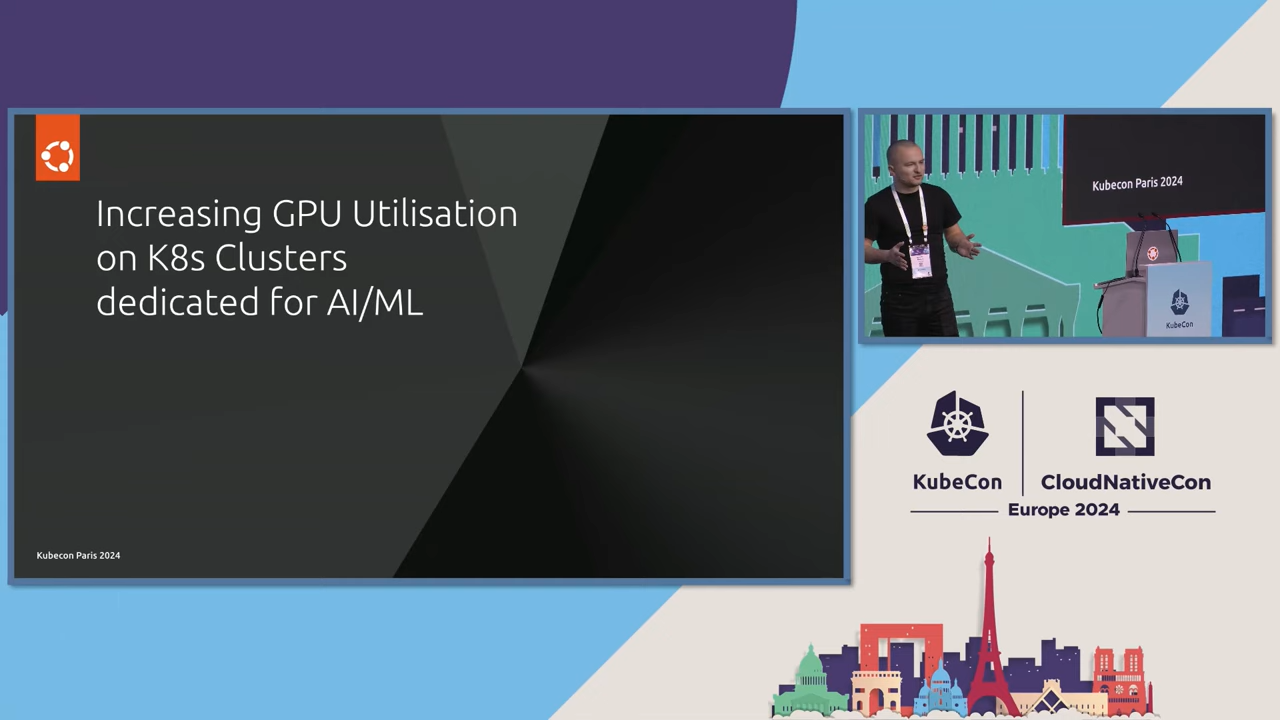 Increasing GPU Utilisation
on K8s Clusters
dedicated for AI/ML
Kubecon Paris 2024
Kubecon Paris 2024
KubeCon
KubeCon
CloudNativeCon
Europe 2024